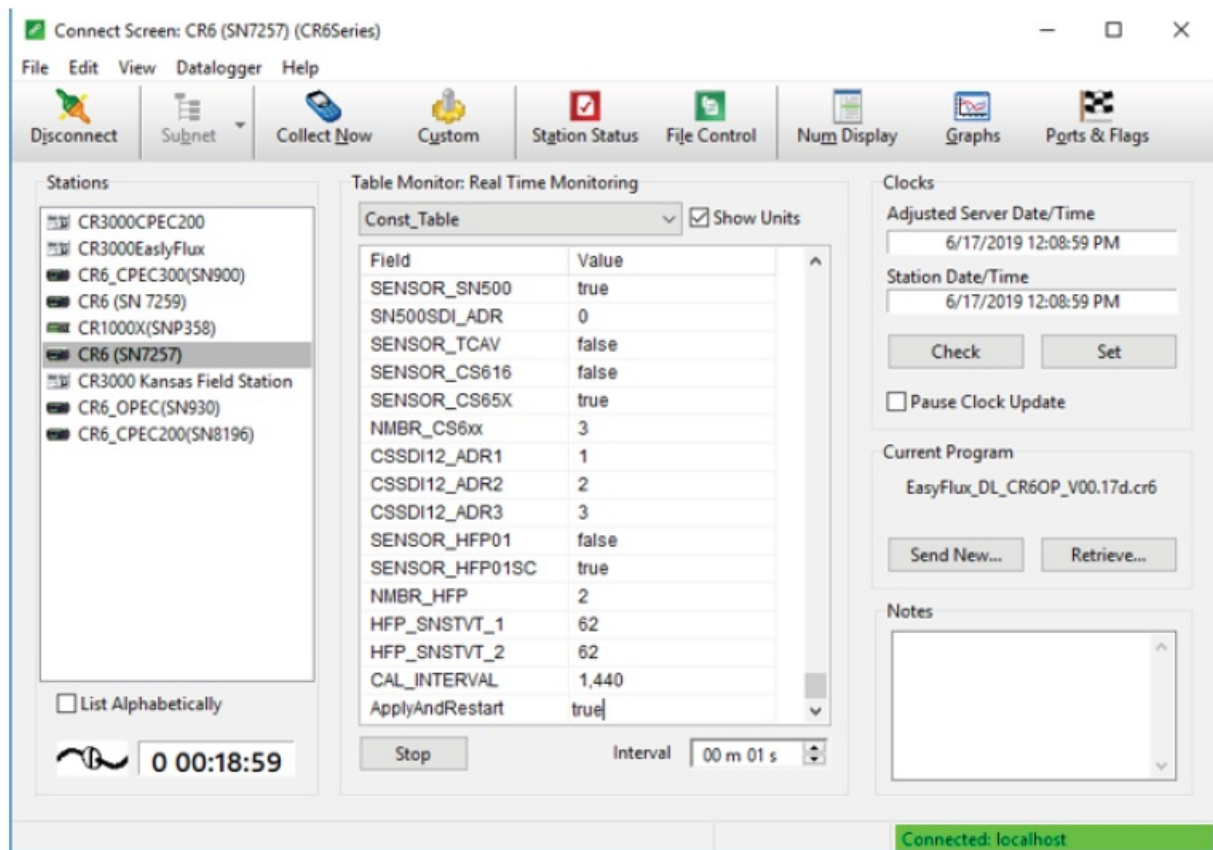 Connect Screen: CR6 (SN7257) (CR6Series)
File Edit View Datalogger Help
Disconnect Subnet Collect Now Custom Station Status File Control Num Display Graphs Ports & Flags
Stations
CR3000CPEC200
CR3000EaslyFlux
CR6_CPEC300(SN900)
CR6 (SN 7259)
CR1000X(SNP358)
CR6 (SN7257)
CR3000 Kansas Field Station
CR6_OPEC(SN930)
CR6_CPEC200(SN8196)
List Alphabetically
0 00:18:59
Table Monitor: Real Time Monitoring
Const_Table Show Units
Field Value
SENSOR_SN500 true
SN500SDI_ADR 0
SENSOR_TCAV false
SENSOR_CS616 false
SENSOR_CS65X true
NMBR_CS6xx 3
CSSDI12_ADR1 1
CSSDI12_ADR2 2
CSSDI12_ADR3 3
SENSOR_HFP01 false
SENSOR_HFP01SC true
NMBR_HFP 2
HFP_SNSTVT_1 62
HFP_SNSTVT_2 62
CAL_INTERVAL 1,440
ApplyAndRestart true
Stop Interval 00 m 01 s
Clocks
Adjusted Server Date/Time
6/17/2019 12:08:59 PM
Station Date/Time
6/17/2019 12:08:59 PM
Check Set
Pause Clock Update
Current Program
EasyFlux_DL_CR6OP_V00.17d.cr6
Send New... Retrieve...
Notes
Connected: localhost